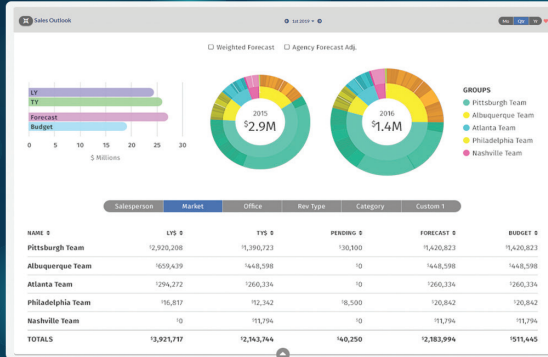 Sales Outlook
1st 2019
Mo Qtr Yr
Weighted Forecast Agency Forecast Adj.
LY
TY
Forecast
Budget
0 5 10 15 20 25 30
$ Millions
2015
$2.9M
2016
$1.4M
GROUPS
Pittsburgh Team
Albuquerque Team
Atlanta Team
Philadelphia Team
Nashville Team
Salesperson Market Office Rev Type Category Custom 1
NAME LY$ TY$ PENDING FORECAST BUDGET
Pittsburgh Team $2,920,208 $1,390,723 $30,100 $1,420,823 $1,420,823
Albuquerque Team $659,439 $448,598 $0 $448,598 $448,598
Atlanta Team $294,272 $260,334 $0 $260,334 $260,334
Philadelphia Team $16,817 $12,342 $8,500 $20,842 $20,842
Nashville Team $0 $11,794 $0 $11,794 $11,794
TOTALS $3,921,717 $2,143,744 $40,250 $2,183,994 $511,445